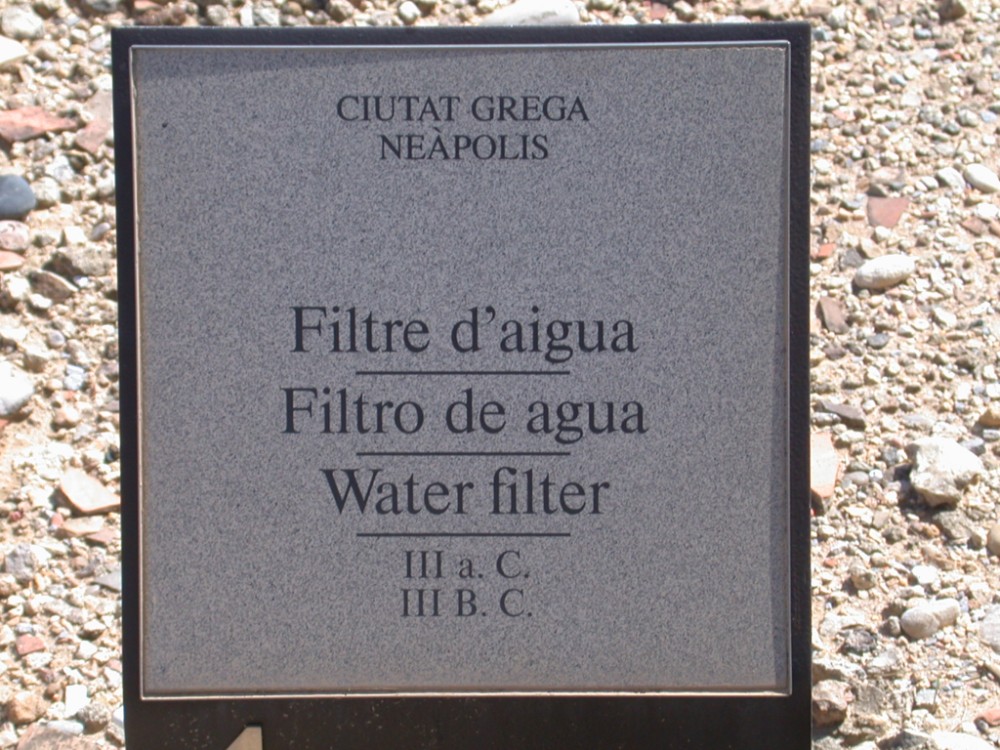 CIUTAT GREGA
NEÀPOLIS
Filtre d’aigua
Filtro de agua
Water filter
III a. C.
III B. C.